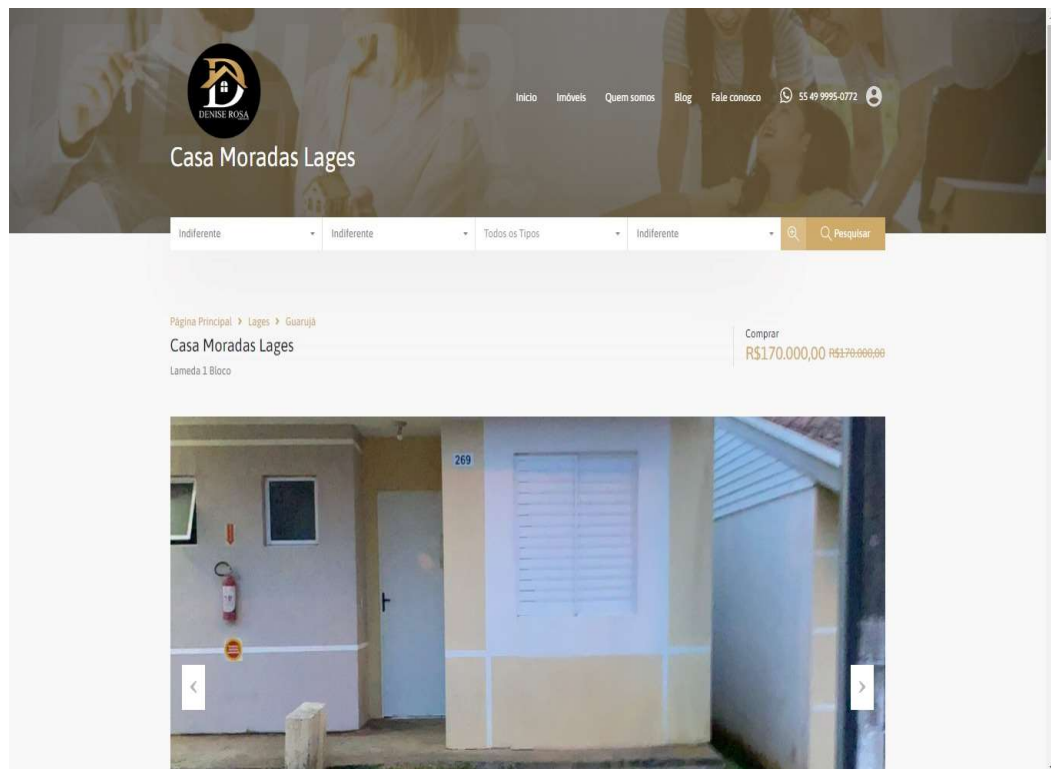 DENISE ROSA
Inicio Imóveis Quem somos Blog Fale conosco 55 49 9995-0772
Casa Moradas Lages
Indiferente Indiferente Todos os Tipos Indiferente Pesquisar
Página Principal > Lages > Guarujá
Casa Moradas Lages
Lameda 1 Bloco
Comprar
R$170.000,00 R$170.000,00
269